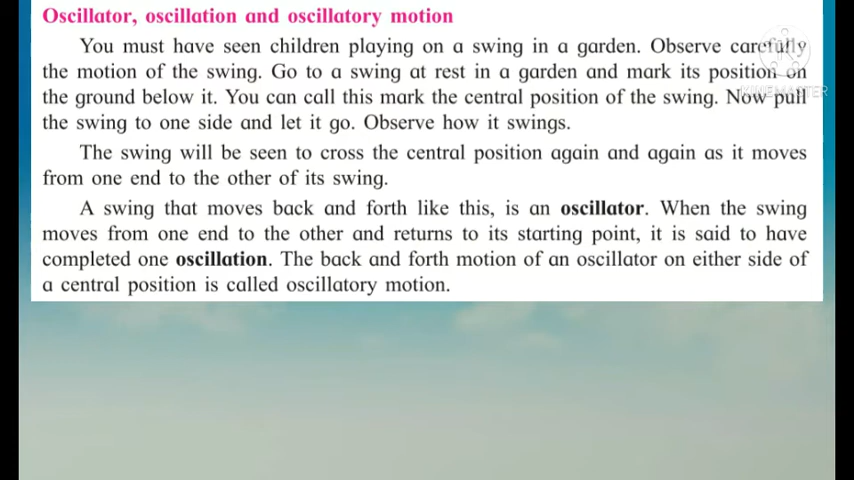 Oscillator, oscillation and oscillatory motion
You must have seen children playing on a swing in a garden. Observe carefully
the motion of the swing. Go to a swing at rest in a garden and mark its position on
the ground below it. You can call this mark the central position of the swing. Now pull
the swing to one side and let it go. Observe how it swings.
The swing will be seen to cross the central position again and again as it moves
from one end to the other of its swing.
A swing that moves back and forth like this, is an oscillator. When the swing
moves from one end to the other and returns to its starting point, it is said to have
completed one oscillation. The back and forth motion of an oscillator on either side of
a central position is called oscillatory motion.
KINEMASTER